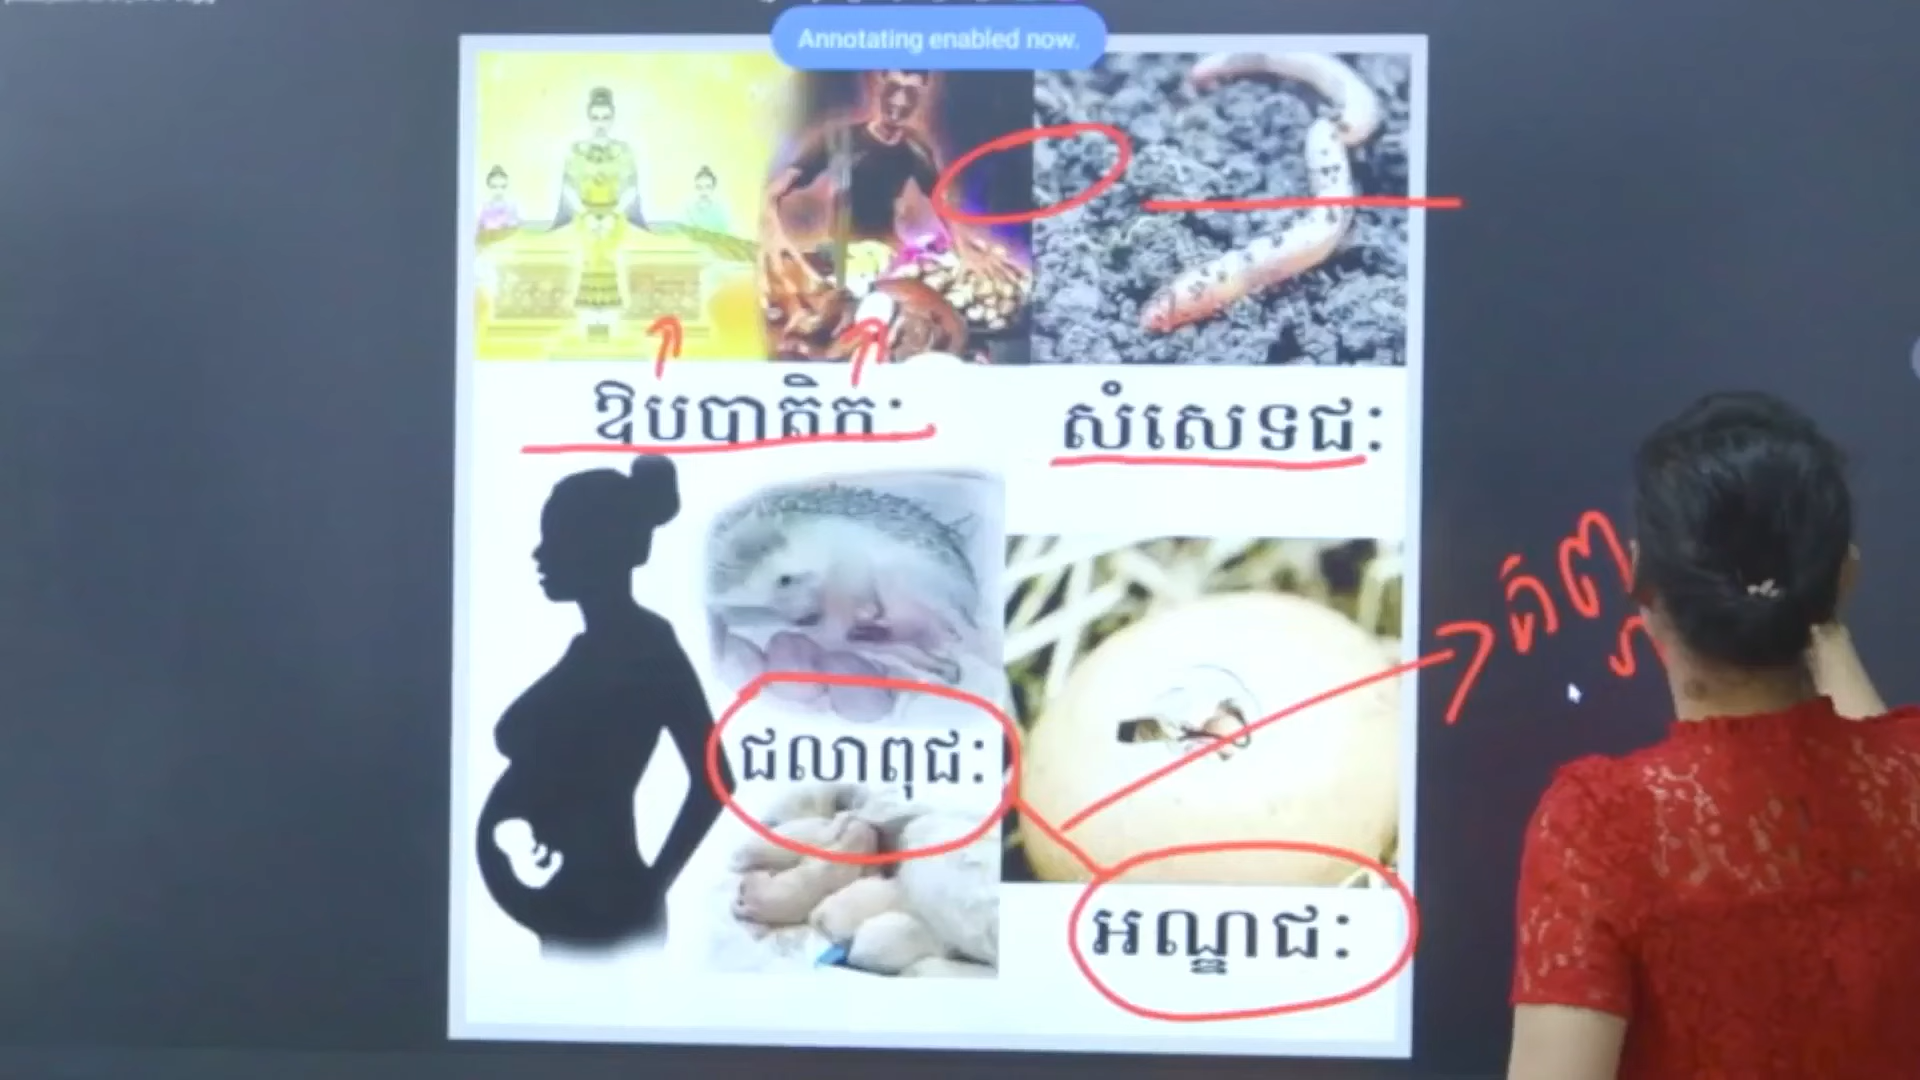 Annotating enabled now.
ឱបបាតិកៈ
សំសេទជៈ
ជលាពុជៈ
អណ្ឌជៈ